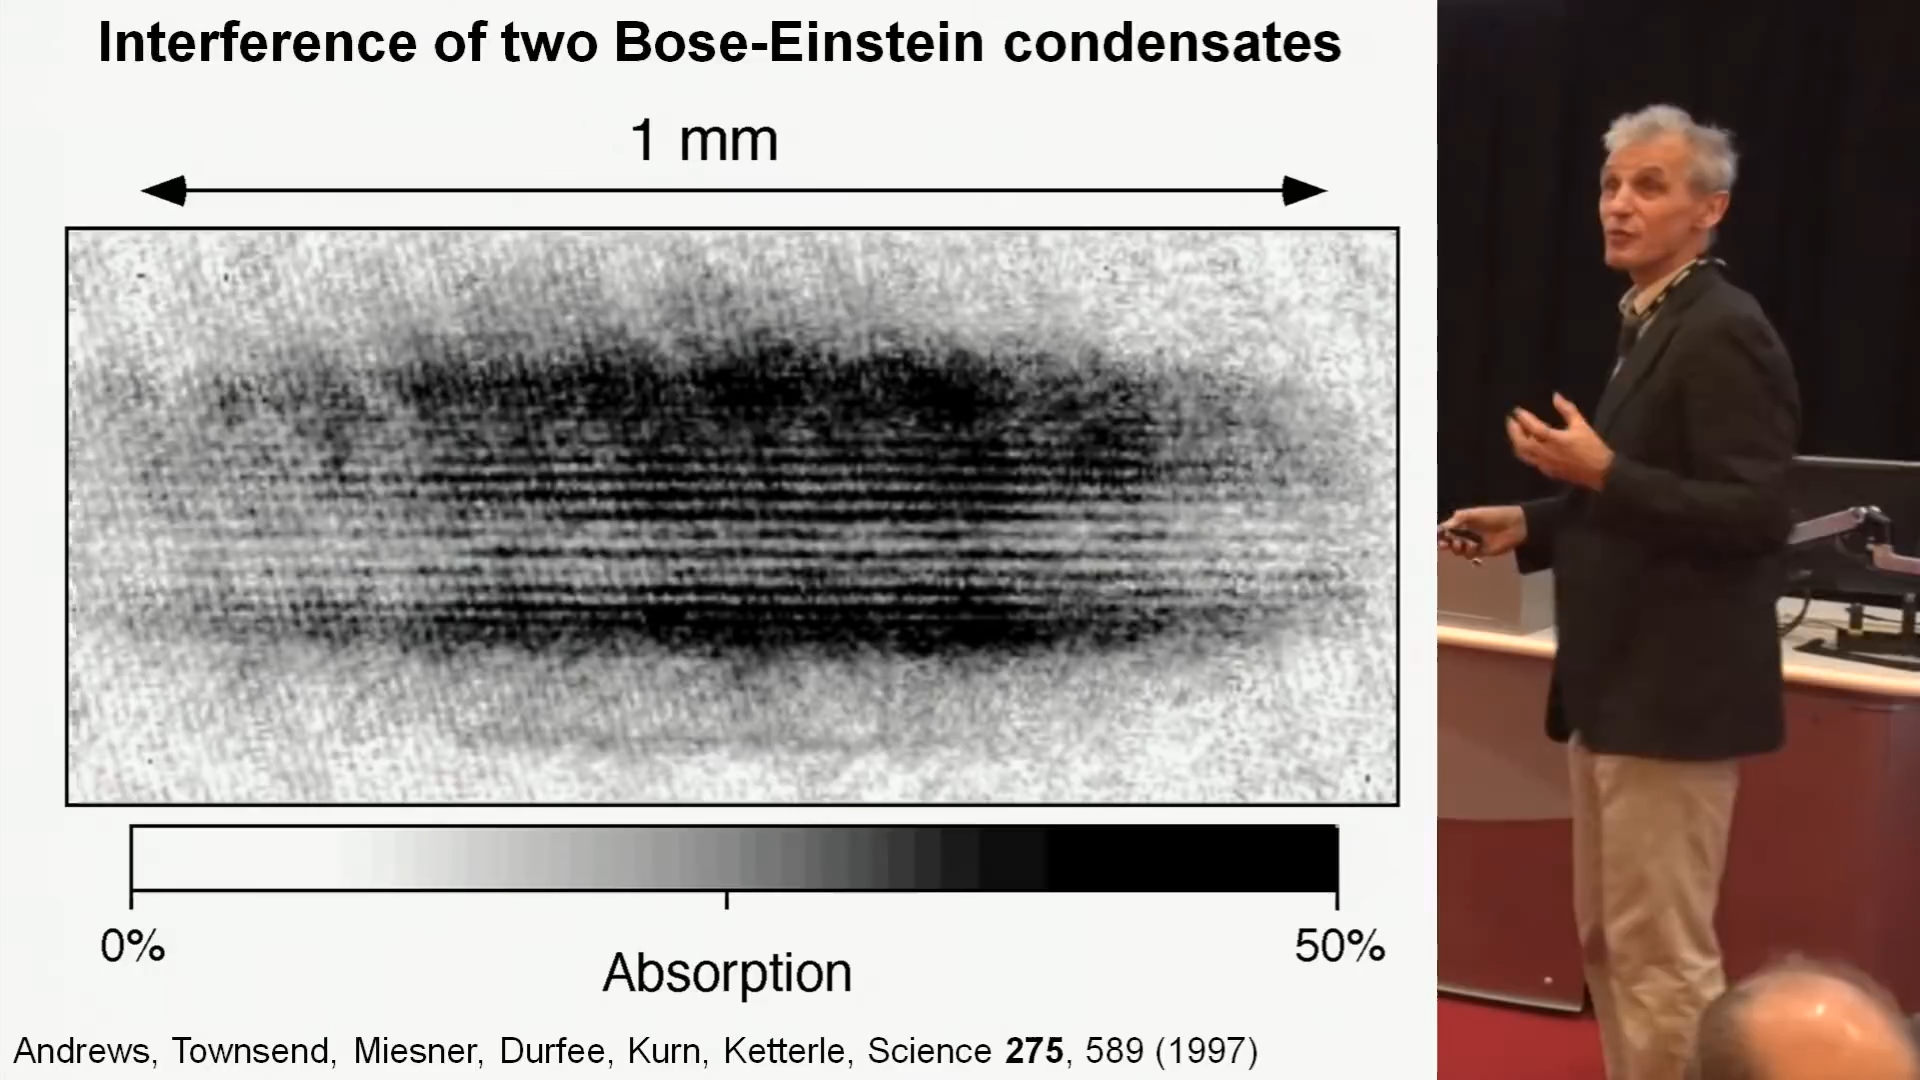 Interference of two Bose-Einstein condensates
1 mm
0%
50%
Absorption
Andrews, Townsend, Miesner, Durfee, Kurn, Ketterle, Science 275, 589 (1997)